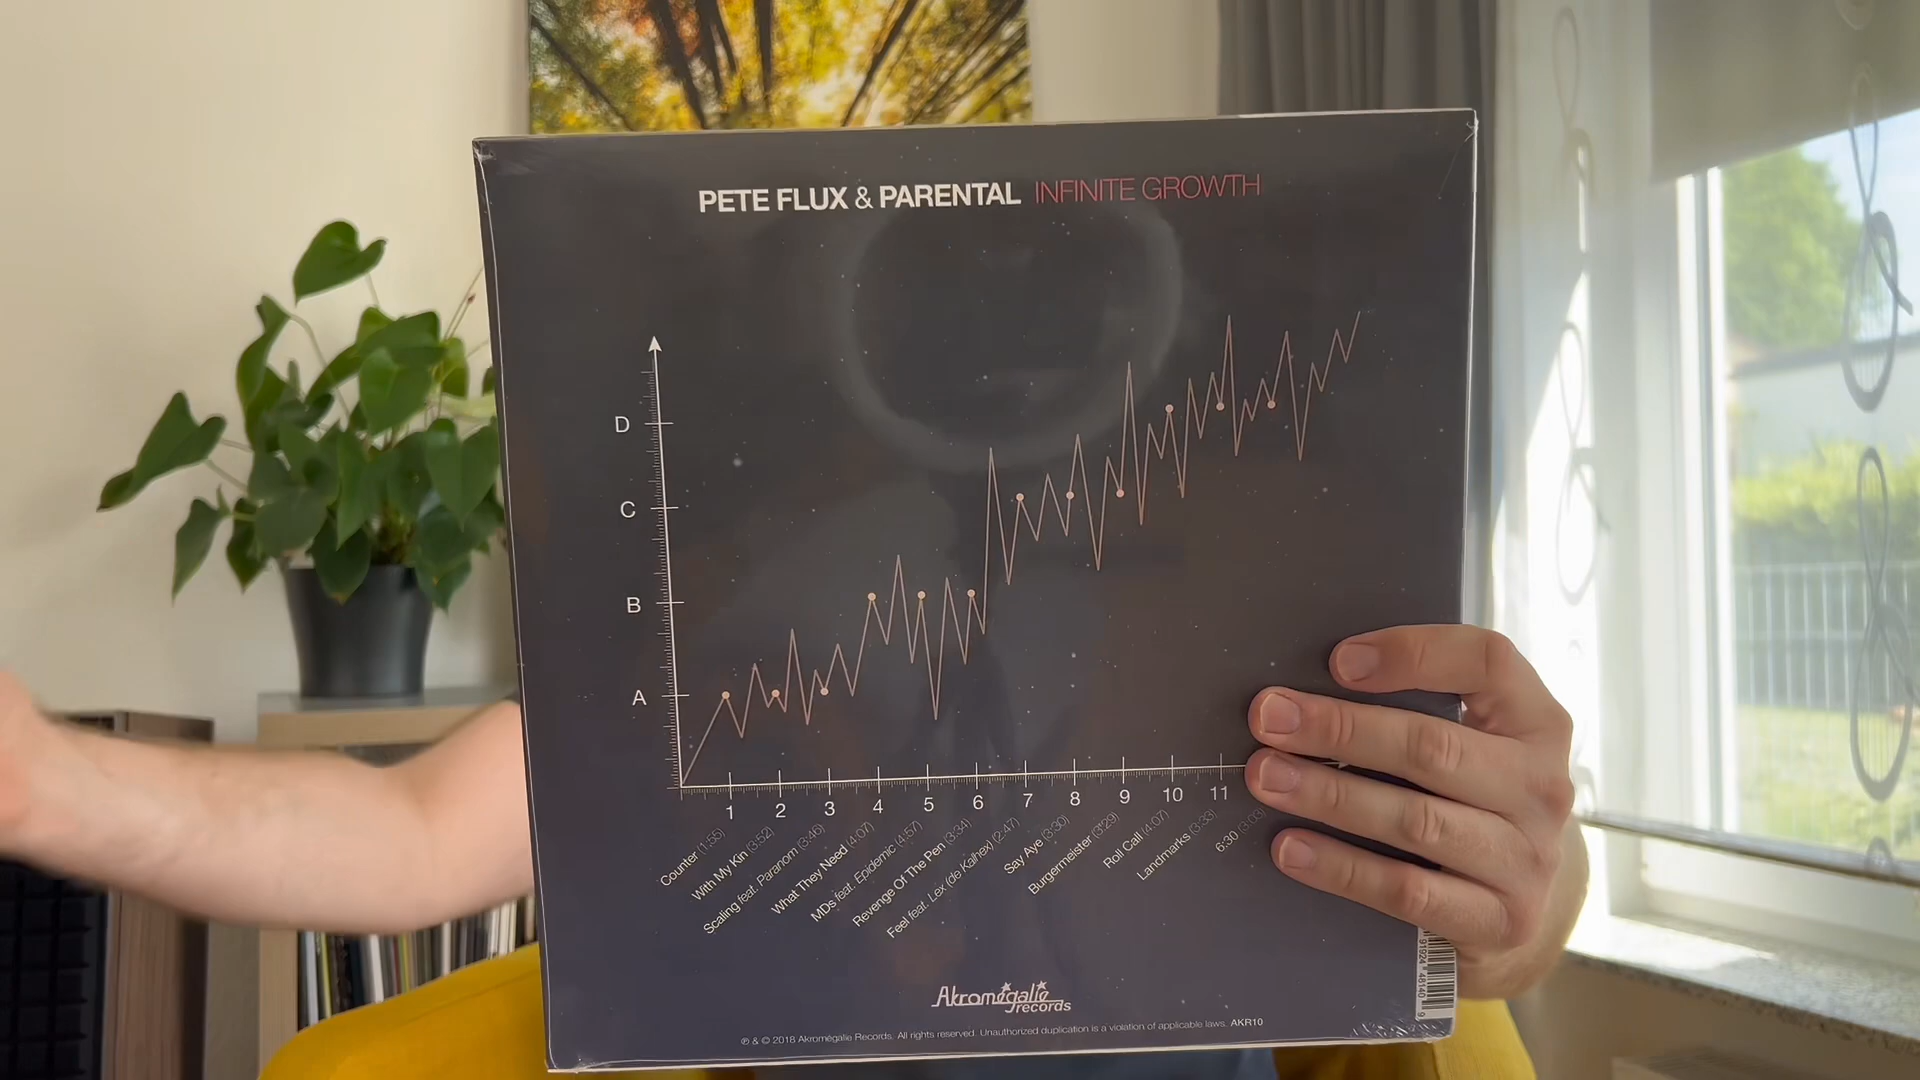 PETE FLUX & PARENTAL INFINITE GROWTH
D
C
B
A
1 2 3 4 5 6 7 8 9 10 11
Counter (1:55)
With My Kin (3:52)
Scaling feat. Paranom (3:46)
What They Need (4:07)
MDs feat. Epidemic (4:57)
Revenge Of The Pen (3:34)
Feel feat. Lex (de Kalhex) (2:47)
Say Aye (3:30)
Burgermeister (3:29)
Roll Call (4:07)
Landmarks (3:33)
6:30 (3:03)
Akromégalie
records
℗ & © 2018 Akromégalie Records. All rights reserved. Unauthorized duplication is a violation of applicable laws. AKR10